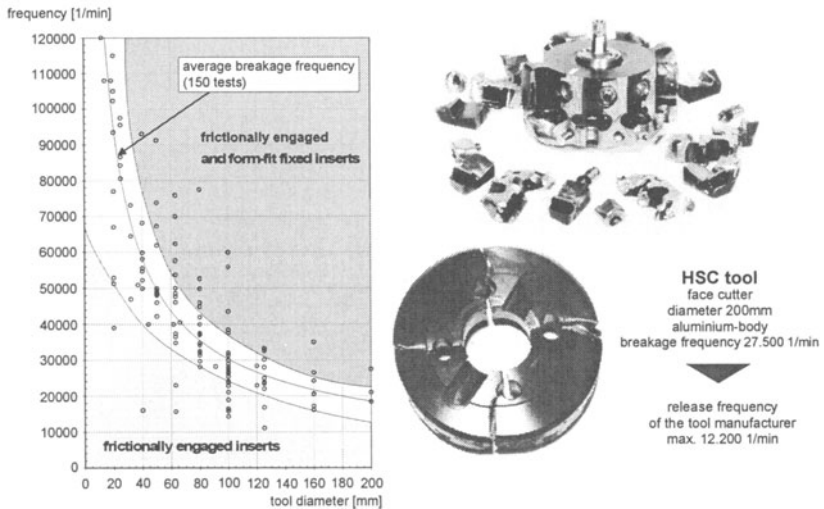 frequency [1/min]
120000
110000
100000
90000
80000
70000
60000
50000
40000
30000
20000
10000
0
average breakage frequency
(150 tests)
frictionally engaged
and form-fit fixed inserts
frictionally engaged inserts
0 20 40 60 80 100 120 140 160 180 200
tool diameter [mm]
HSC tool
face cutter
diameter 200mm
aluminium-body
breakage frequency 27.500 1/min
release frequency
of the tool manufacturer
max. 12.200 1/min